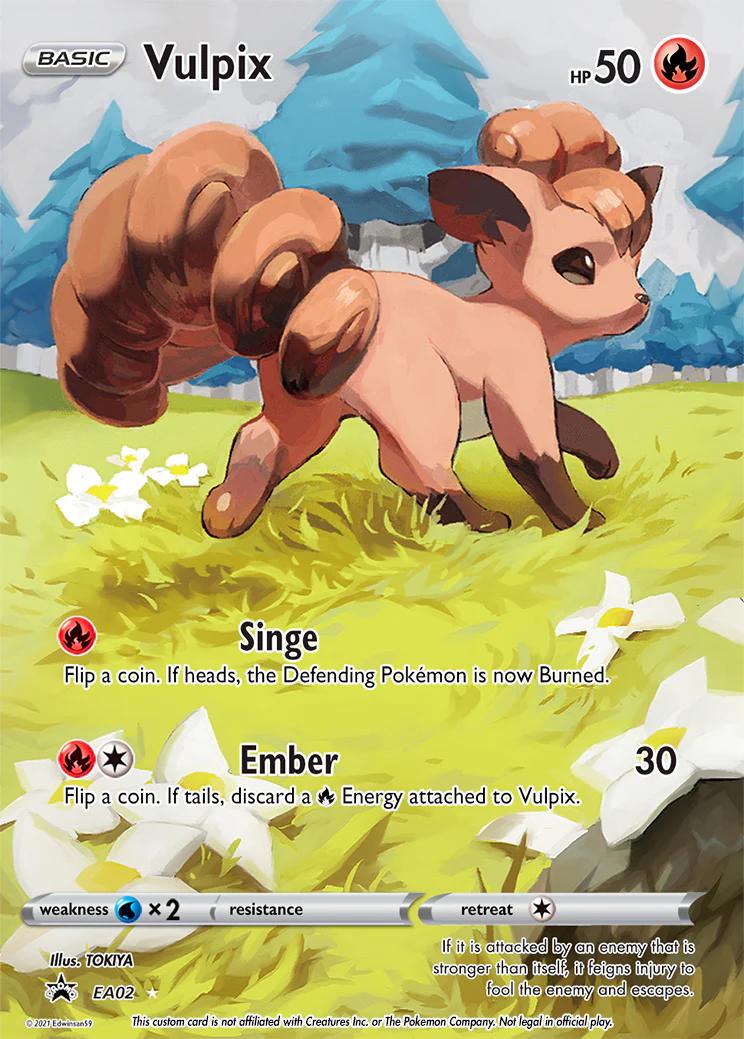 BASIC Vulpix HP 50
Singe
Flip a coin. If heads, the Defending Pokémon is now Burned.
Ember 30
Flip a coin. If tails, discard a Energy attached to Vulpix.
weakness ×2 resistance retreat
Illus. TOKIYA
EA02
If it is attacked by an enemy that is
stronger than itself, it feigns injury to
fool the enemy and escapes.
© 2021 Edwinsan59
This custom card is not affiliated with Creatures Inc. or The Pokemon Company. Not legal in official play.